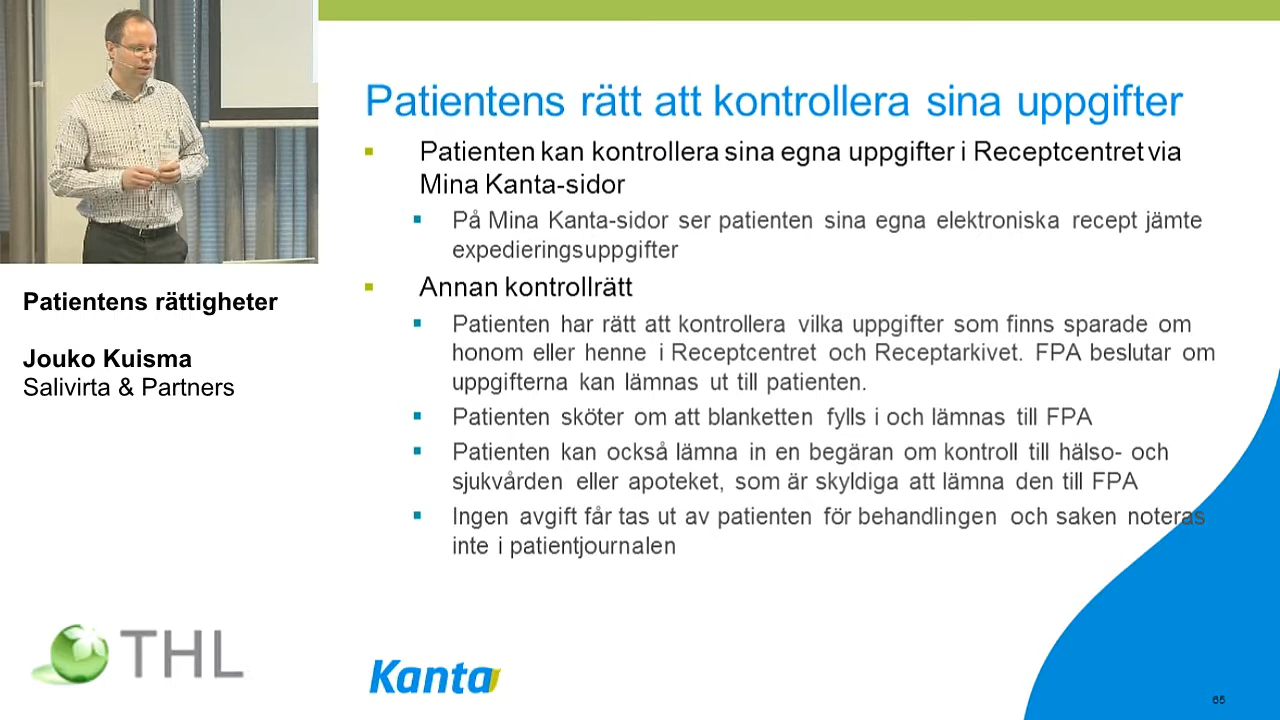 Patientens rättigheter
Jouko Kuisma
Salivirta & Partners
THL
Patientens rätt att kontrollera sina uppgifter
Patienten kan kontrollera sina egna uppgifter i Receptcentret via
Mina Kanta-sidor
På Mina Kanta-sidor ser patienten sina egna elektroniska recept jämte
expedieringsuppgifter
Annan kontrollrätt
Patienten har rätt att kontrollera vilka uppgifter som finns sparade om
honom eller henne i Receptcentret och Receptarkivet. FPA beslutar om
uppgifterna kan lämnas ut till patienten.
Patienten sköter om att blanketten fylls i och lämnas till FPA
Patienten kan också lämna in en begäran om kontroll till hälso- och
sjukvården eller apoteket, som är skyldiga att lämna den till FPA
Ingen avgift får tas ut av patienten för behandlingen och saken noteras
inte i patientjournalen
Kanta
65